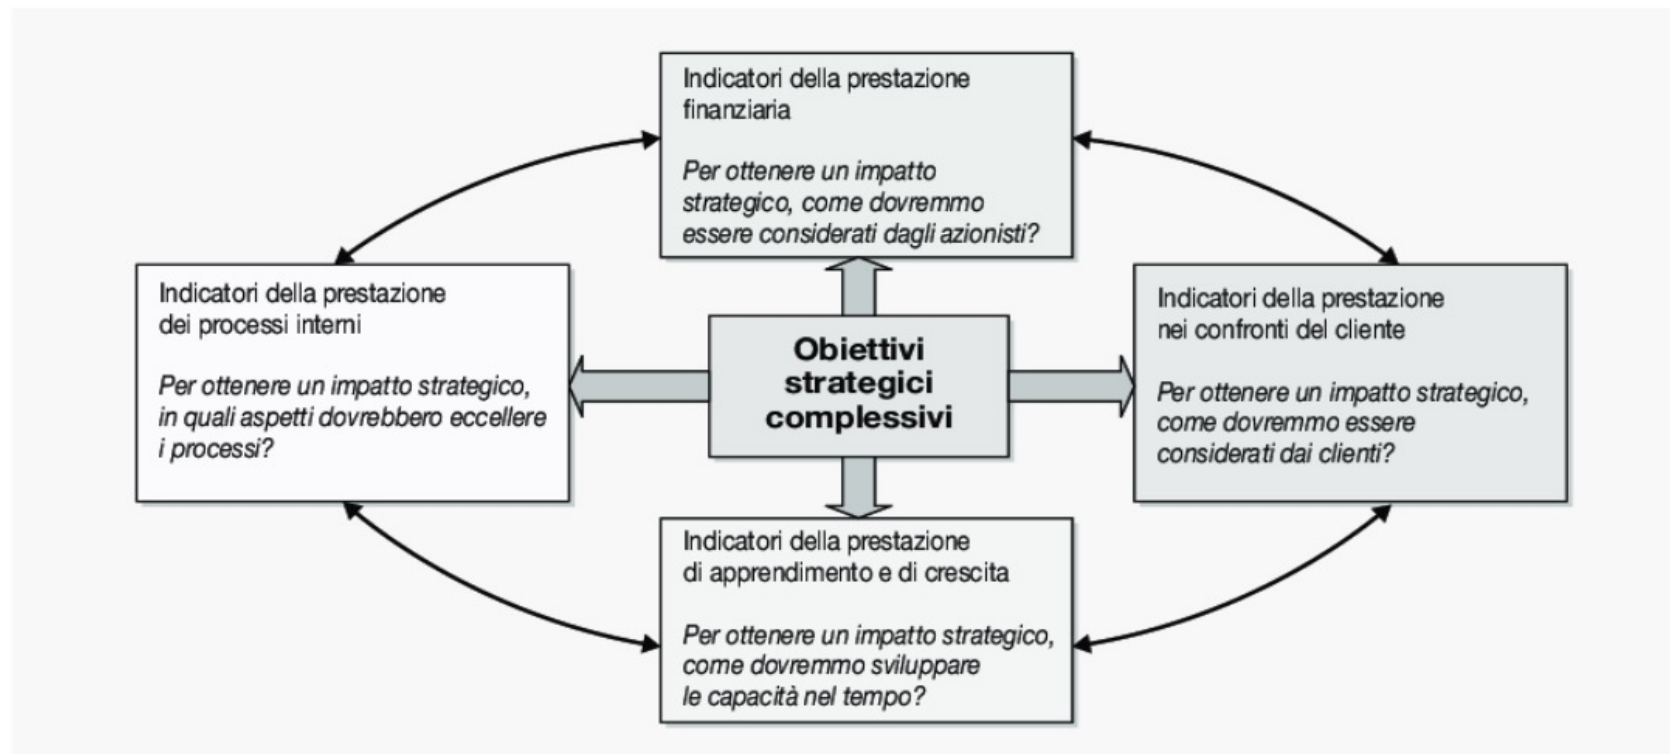 Indicatori della prestazione
finanziaria
Per ottenere un impatto
strategico, come dovremmo
essere considerati dagli azionisti?
Indicatori della prestazione
dei processi interni
Per ottenere un impatto strategico,
in quali aspetti dovrebbero eccellere
i processi?
Obiettivi
strategici
complessivi
Indicatori della prestazione
nei confronti del cliente
Per ottenere un impatto strategico,
come dovremmo essere
considerati dai clienti?
Indicatori della prestazione
di apprendimento e di crescita
Per ottenere un impatto strategico,
come dovremmo sviluppare
le capacità nel tempo?